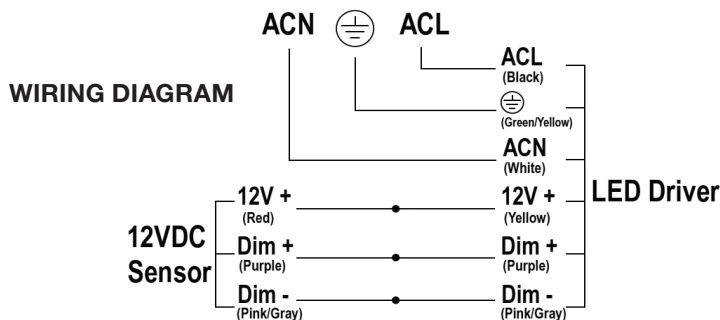 ACN ACL
ACL
(Black)
WIRING DIAGRAM
(Green/Yellow)
ACN
(White)
LED Driver
12V +
(Red)
12V +
(Yellow)
12VDC
Sensor
Dim +
(Purple)
Dim +
(Purple)
Dim -
(Pink/Gray)
Dim -
(Pink/Gray)